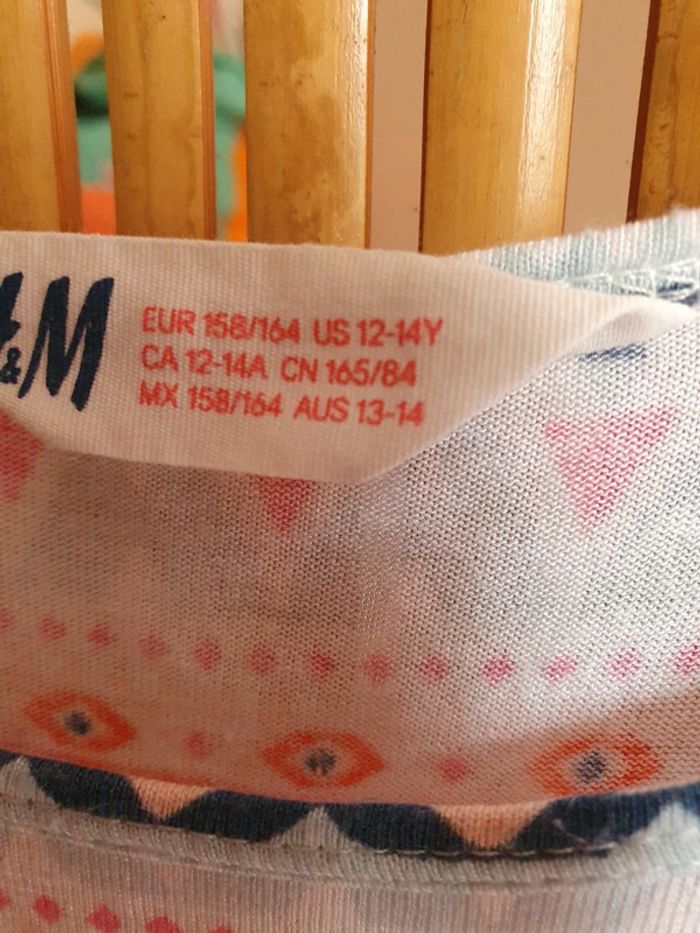 &M
EUR 158/164 US 12-14Y
CA 12-14A CN 165/84
MX 158/164 AUS 13-14